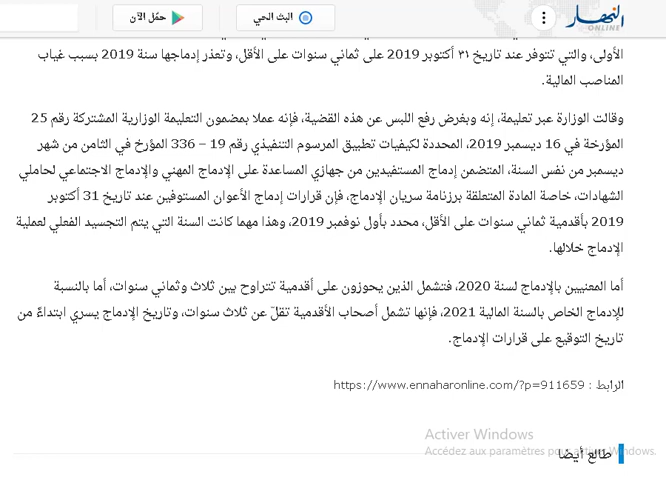 النهار
ONLINE
البث الحي
حمّل الآن
الأولى، والتي تتوفر عند تاريخ ٣١ أكتوبر 2019 على ثماني سنوات على الأقل، وتعذر إدماجها سنة 2019 بسبب غياب
المناصب المالية.
وقالت الوزارة عبر تعليمة، إنه وبغرض رفع اللبس عن هذه القضية، فإنه عملا بمضمون التعليمة الوزارية المشتركة رقم 25
المؤرخة في 16 ديسمبر 2019، المحددة لكيفيات تطبيق المرسوم التنفيذي رقم 19 – 336 المؤرخ في الثامن من شهر
ديسمبر من نفس السنة، المتضمن إدماج المستفيدين من جهازي المساعدة على الإدماج المهني والإدماج الاجتماعي لحاملي
الشهادات، خاصة المادة المتعلقة برزنامة سريان الإدماج، فإن قرارات إدماج الأعوان المستوفين عند تاريخ 31 أكتوبر
2019 بأقدمية ثماني سنوات على الأقل، محدد بأول نوفمبر 2019، وهذا مهما كانت السنة التي يتم التجسيد الفعلي لعملية
الإدماج خلالها.
أما المعنيين بالإدماج لسنة 2020، فتشمل الذين يحوزون على أقدمية تتراوح بين ثلاث وثماني سنوات، أما بالنسبة
للإدماج الخاص بالسنة المالية 2021، فإنها تشمل أصحاب الأقدمية تقلّ عن ثلاث سنوات، وتاريخ الإدماج يسري ابتداءً من
تاريخ التوقيع على قرارات الإدماج.
الرابط : https://www.ennaharonline.com/?p=911659
Activer Windows
Accédez aux paramètres pour activer Windows.
طالع أيضا